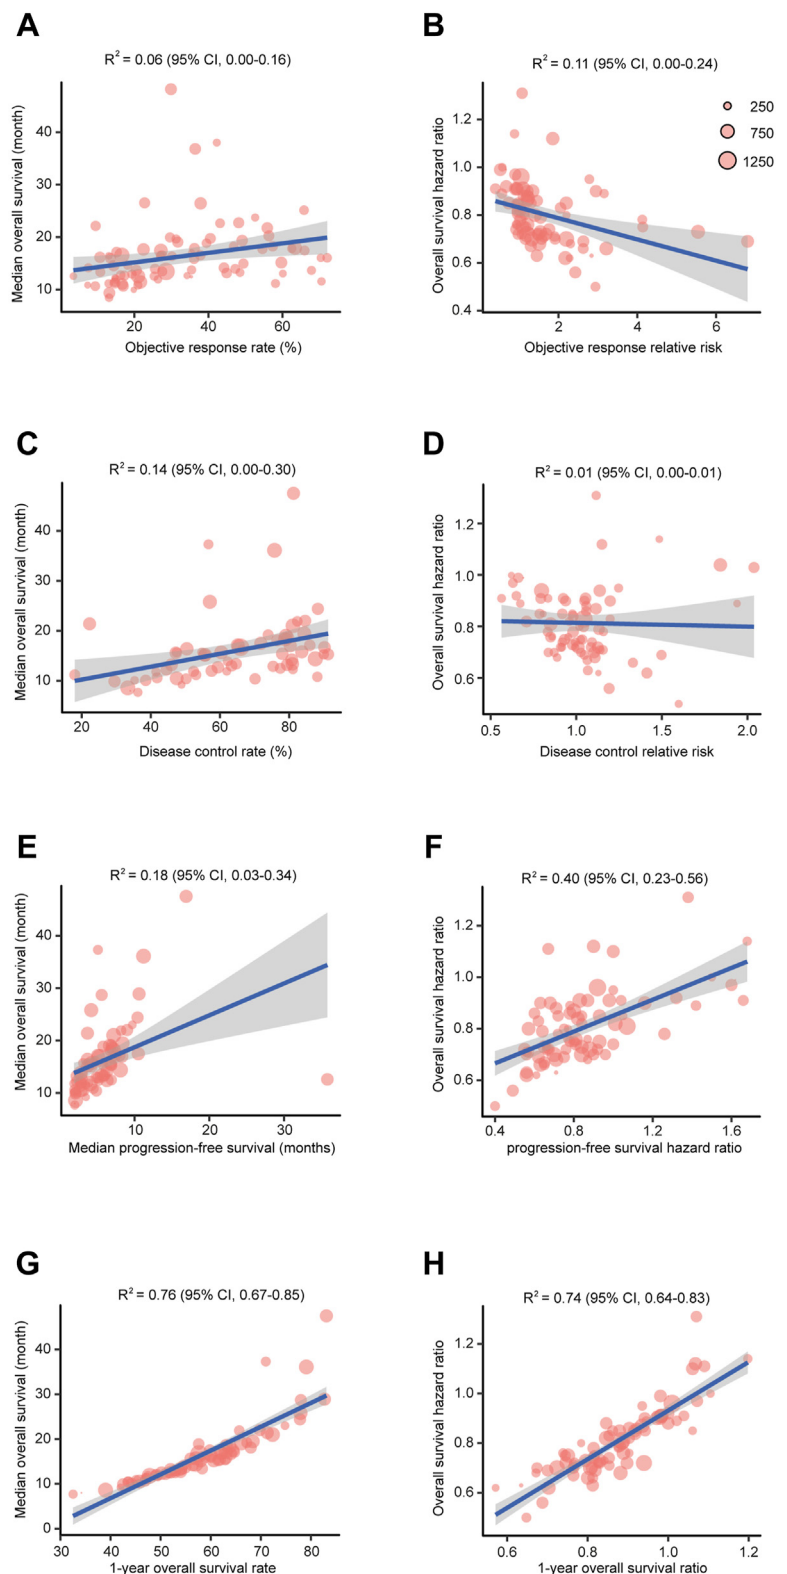 A
R² = 0.06 (95% CI, 0.00-0.16)
Median overall survival (month)
40
30
20
10
20 40 60
Objective response rate (%)
B
R² = 0.11 (95% CI, 0.00-0.24)
Overall survival hazard ratio
1.2
1.0
0.8
0.6
0.4
250
750
1250
2 4 6
Objective response relative risk
C
R² = 0.14 (95% CI, 0.00-0.30)
Median overall survival (month)
40
30
20
10
20 40 60 80
Disease control rate (%)
D
R² = 0.01 (95% CI, 0.00-0.01)
Overall survival hazard ratio
1.2
1.0
0.8
0.6
0.5 1.0 1.5 2.0
Disease control relative risk
E
R² = 0.18 (95% CI, 0.03-0.34)
Median overall survival (month)
40
30
20
10
10 20 30
Median progression-free survival (months)
F
R² = 0.40 (95% CI, 0.23-0.56)
Overall survival hazard ratio
1.2
1.0
0.8
0.6
0.4 0.8 1.2 1.6
progression-free survival hazard ratio
G
R² = 0.76 (95% CI, 0.67-0.85)
Median overall survival (month)
40
30
20
10
0
30 40 50 60 70 80
1-year overall survival rate
H
R² = 0.74 (95% CI, 0.64-0.83)
Overall survival hazard ratio
1.2
1.0
0.8
0.6
0.6 0.8 1.0 1.2
1-year overall survival ratio